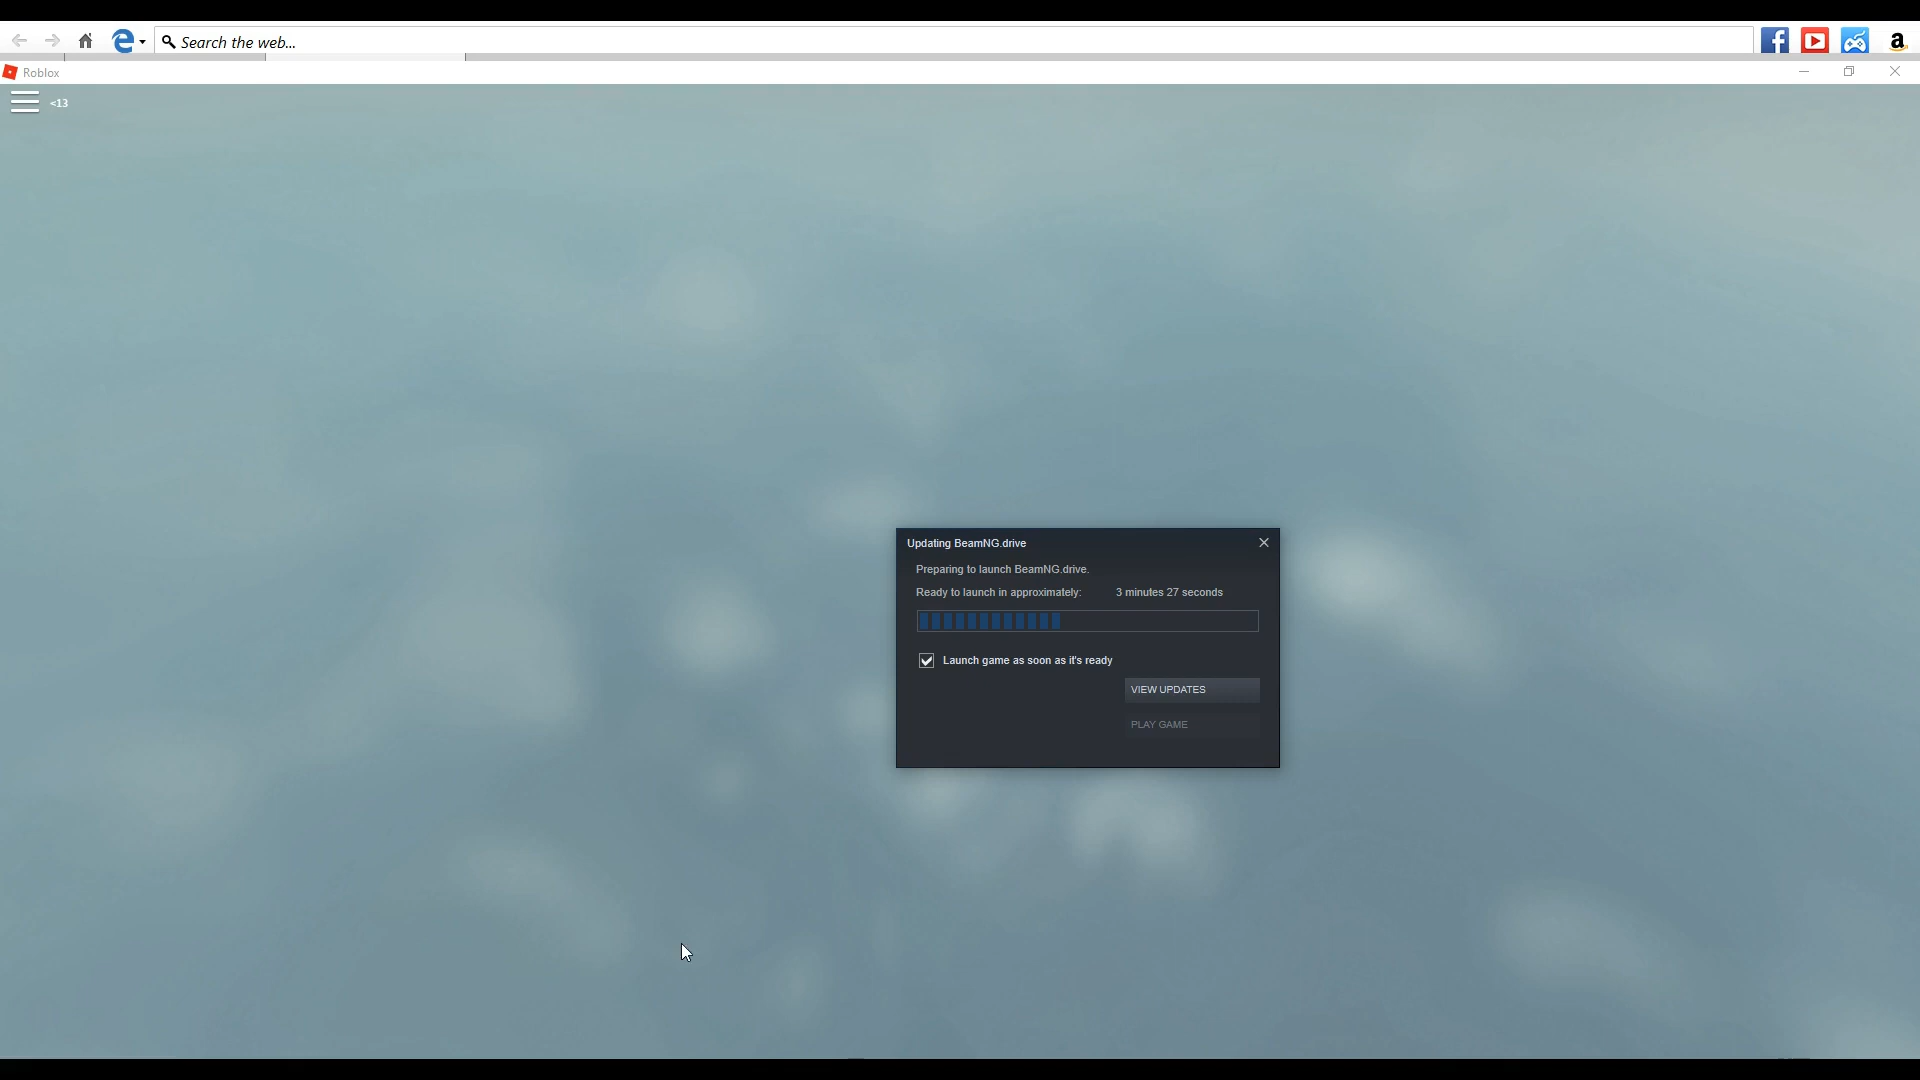 Search the web...
Roblox
<13
Updating BeamNG.drive
Preparing to launch BeamNG.drive.
Ready to launch in approximately: 3 minutes 27 seconds
Launch game as soon as it's ready
VIEW UPDATES
PLAY GAME